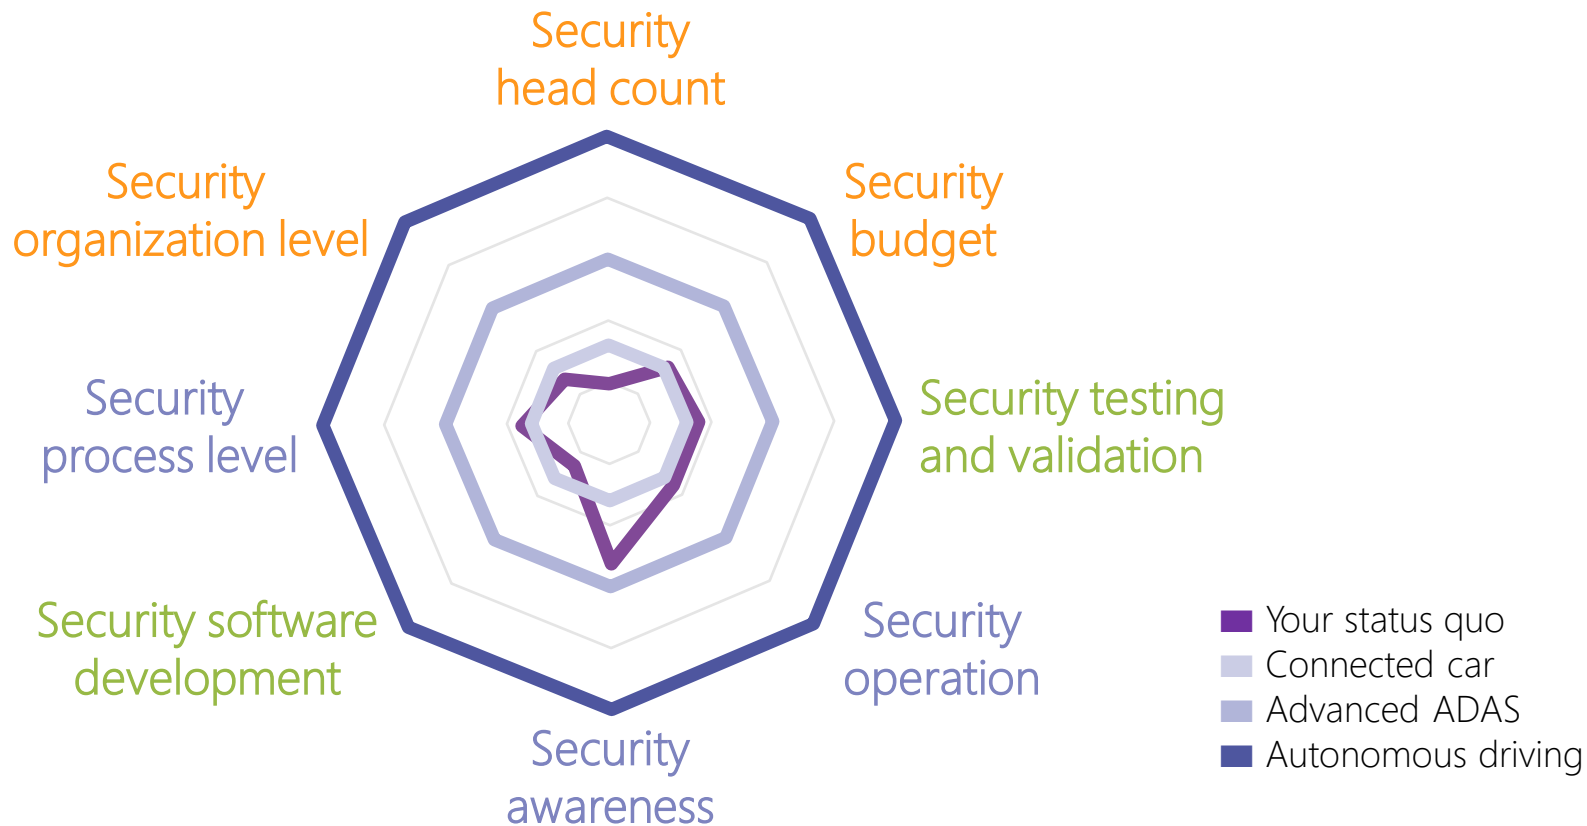 Security
head count
Security
organization level
Security
budget
Security
process level
Security testing
and validation
Security software
development
Security
operation
Security
awareness
Your status quo
Connected car
Advanced ADAS
Autonomous driving